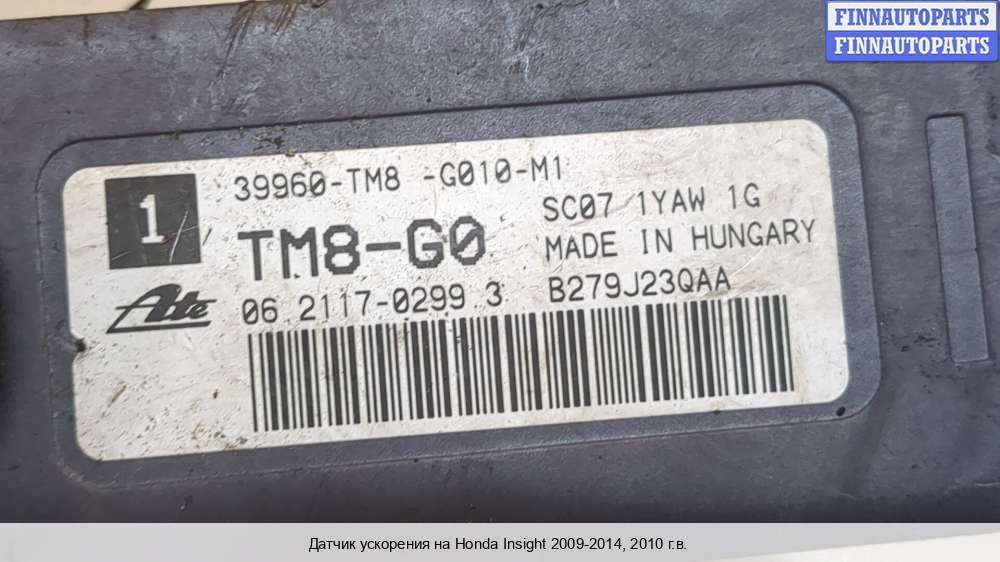 FINNAUTOPARTS
FINNAUTOPARTS
1
39960-TM8 -G010-M1
TM8-G0
SC07 1YAW 1G
MADE IN HUNGARY
Ate
06.2117-0299.3
B279J23QAA
Датчик ускорения на Honda Insight 2009-2014, 2010 г.в.